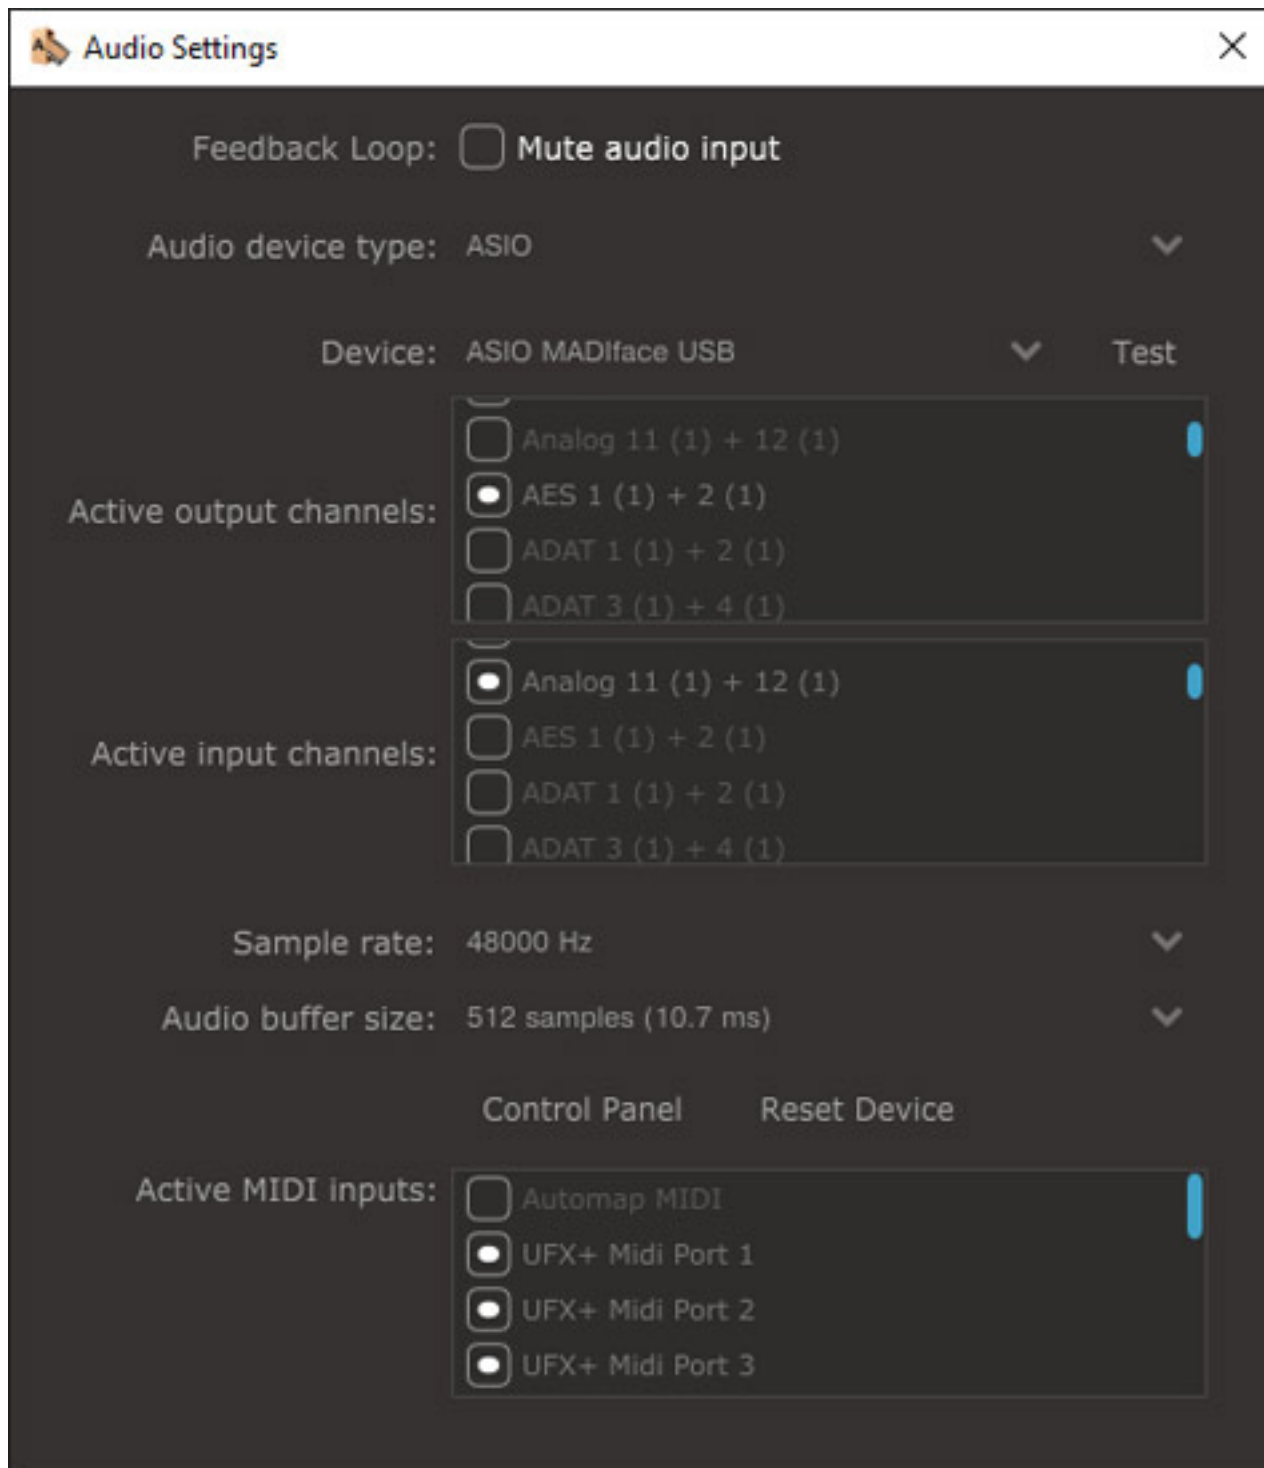 Audio Settings
Feedback Loop: Mute audio input
Audio device type: ASIO
Device: ASIO MADIface USB Test
Analog 11 (1) + 12 (1)
Active output channels: AES 1 (1) + 2 (1)
ADAT 1 (1) + 2 (1)
ADAT 3 (1) + 4 (1)
Analog 11 (1) + 12 (1)
Active input channels: AES 1 (1) + 2 (1)
ADAT 1 (1) + 2 (1)
ADAT 3 (1) + 4 (1)
Sample rate: 48000 Hz
Audio buffer size: 512 samples (10.7 ms)
Control Panel Reset Device
Active MIDI inputs: Automap MIDI
UFX+ Midi Port 1
UFX+ Midi Port 2
UFX+ Midi Port 3